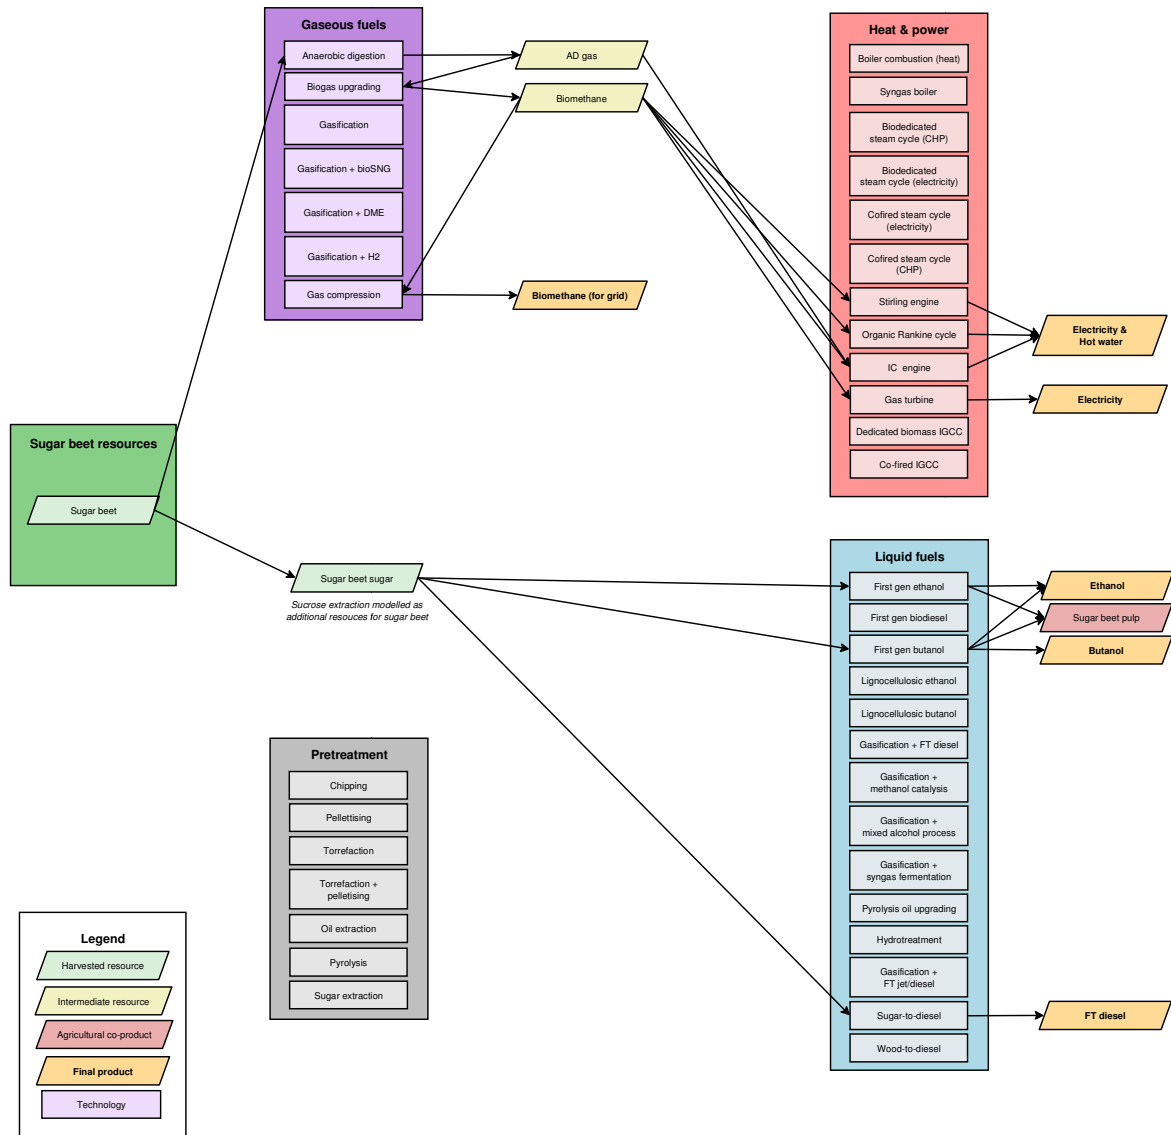 Gaseous fuels
Anaerobic digestion
Biogas upgrading
Gasification
Gasification + bioSNG
Gasification + DME
Gasification + H2
Gas compression
AD gas
Biomethane
Biomethane (for grid)
Heat & power
Boiler combustion (heat)
Syngas boiler
Biodedicated
steam cycle (CHP)
Biodedicated
steam cycle (electricity)
Cofired steam cycle
(electricity)
Cofired steam cycle
(CHP)
Stirling engine
Organic Rankine cycle
IC engine
Gas turbine
Dedicated biomass IGCC
Co-fired IGCC
Electricity &
Hot water
Electricity
Sugar beet resources
Sugar beet
Sugar beet sugar
Sucrose extraction modelled as
additional resouces for sugar beet
Liquid fuels
First gen ethanol
First gen biodiesel
First gen butanol
Lignocellulosic ethanol
Lignocellulosic butanol
Gasification + FT diesel
Gasification +
methanol catalysis
Gasification +
mixed alcohol process
Gasification +
syngas fermentation
Pyrolysis oil upgrading
Hydrotreatment
Gasification +
FT jet/diesel
Sugar-to-diesel
Wood-to-diesel
Ethanol
Sugar beet pulp
Butanol
FT diesel
Pretreatment
Chipping
Pellettising
Torrefaction
Torrefaction +
pelletising
Oil extraction
Pyrolysis
Sugar extraction
Legend
Harvested resource
Intermediate resource
Agricultural co-product
Final product
Technology